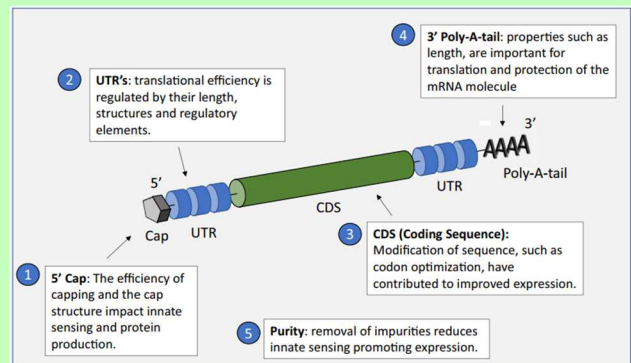 4
3’ Poly-A-tail: properties such as
length, are important for
translation and protection of the
mRNA molecule
2
UTR’s: translational efficiency is
regulated by their length,
structures and regulatory
elements.
3’
AAAA
Poly-A-tail
UTR
5’
CDS
Cap
UTR
3
CDS (Coding Sequence):
Modification of sequence, such as
codon optimization, have
contributed to improved expression.
1
5’ Cap: The efficiency of
capping and the cap
structure impact innate
sensing and protein
production.
5
Purity: removal of impurities reduces
innate sensing promoting expression.